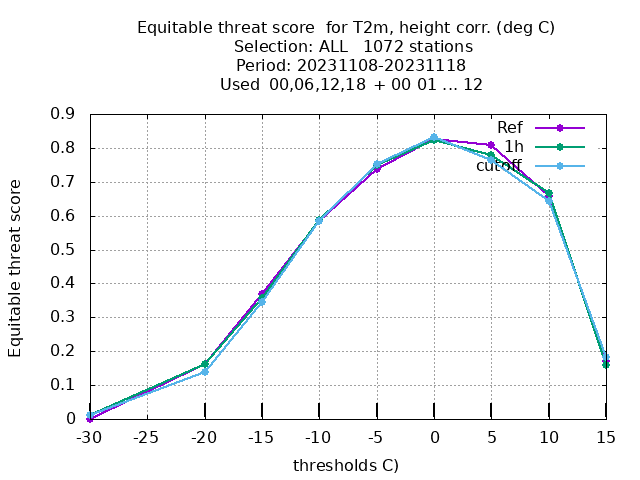 Equitable threat score  for T2m, height corr. (deg C)
Selection: ALL   1072 stations
Period: 20231108-20231118
Used  00,06,12,18  + 00 01 ... 12
Ref
1h
cutoff
Equitable threat score
0.9
0.8
0.7
0.6
0.5
0.4
0.3
0.2
0.1
0
-30 -25 -20 -15 -10 -5 0 5 10 15
thresholds C)